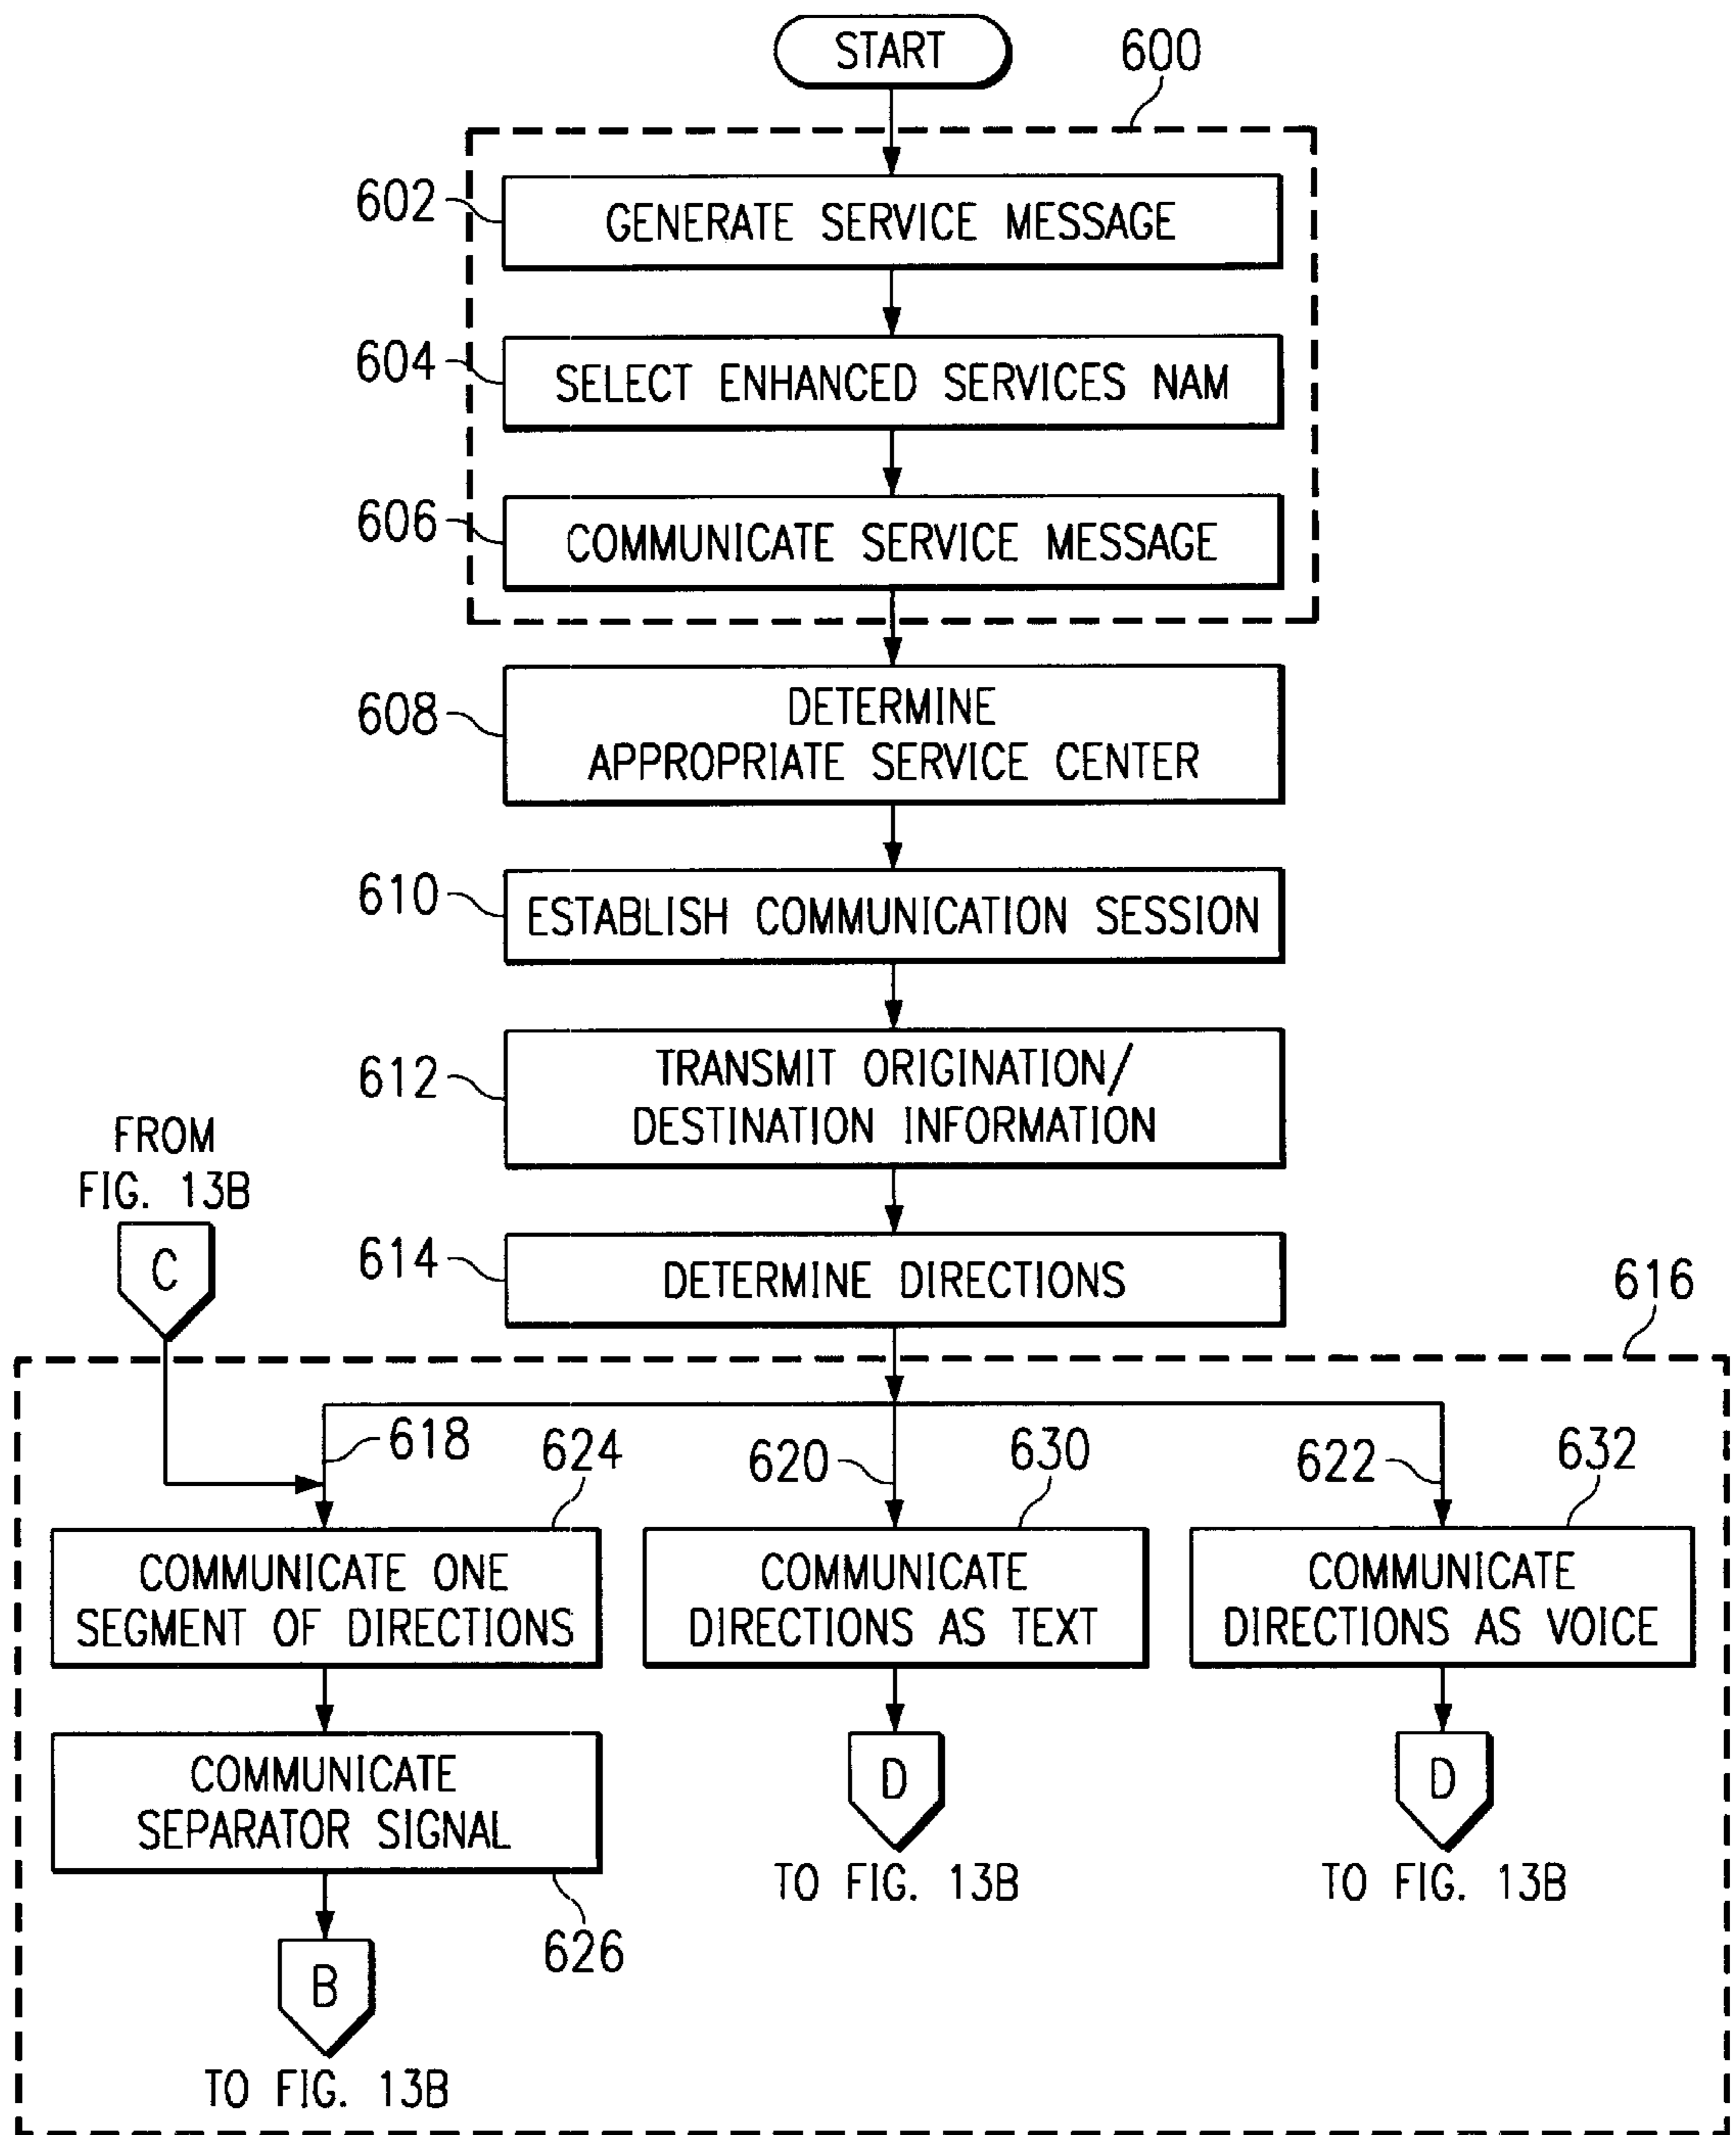 START
600
602
GENERATE SERVICE MESSAGE
604
SELECT ENHANCED SERVICES NAM
606
COMMUNICATE SERVICE MESSAGE
608
DETERMINE
APPROPRIATE SERVICE CENTER
610
ESTABLISH COMMUNICATION SESSION
612
TRANSMIT ORIGINATION/
DESTINATION INFORMATION
FROM
FIG. 13B
C
614
DETERMINE DIRECTIONS
616
618
624
620
630
622
632
COMMUNICATE ONE
SEGMENT OF DIRECTIONS
COMMUNICATE
DIRECTIONS AS TEXT
COMMUNICATE
DIRECTIONS AS VOICE
COMMUNICATE
SEPARATOR SIGNAL
626
D
TO FIG. 13B
D
TO FIG. 13B
B
TO FIG. 13B